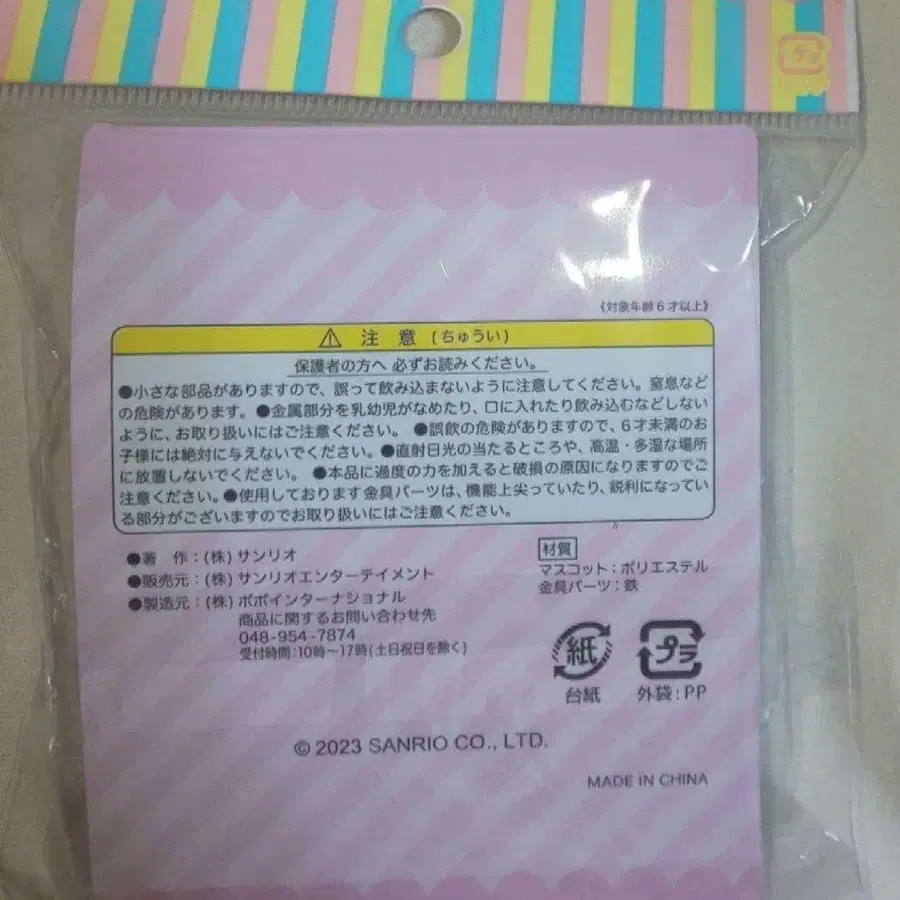 プラ
《対象年齢6才以上》
⚠ 注 意 (ちゅうい)
保護者の方へ 必ずお読みください。
●小さな部品がありますので、誤って飲み込まないように注意してください。窒息など
の危険があります。●金属部分を乳幼児がなめたり、口に入れたり飲み込むなどしない
ように、お取り扱いにはご注意ください。 ●誤飲の危険がありますので、6才未満のお
子様には絶対に与えないでください。●直射日光の当たるところや、高温・多湿な場所
に放置しないでください。 ●本品に過度の力を加えると破損の原因になりますのでご
注意ください。●使用しております金具パーツは、機能上尖っていたり、鋭利になってい
る部分がございますのでお取り扱いにはご注意ください。
●著 作：(株) サンリオ
●販売元：(株) サンリオエンターテイメント
●製造元：(株) ポポインターナショナル
商品に関するお問い合わせ先
048-954-7874
受付時間:10時～17時(土日祝日を除く)
材質
マスコット：ポリエステル
金具パーツ：鉄
紙
台紙
プラ
外袋:PP
© 2023 SANRIO CO., LTD.
MADE IN CHINA